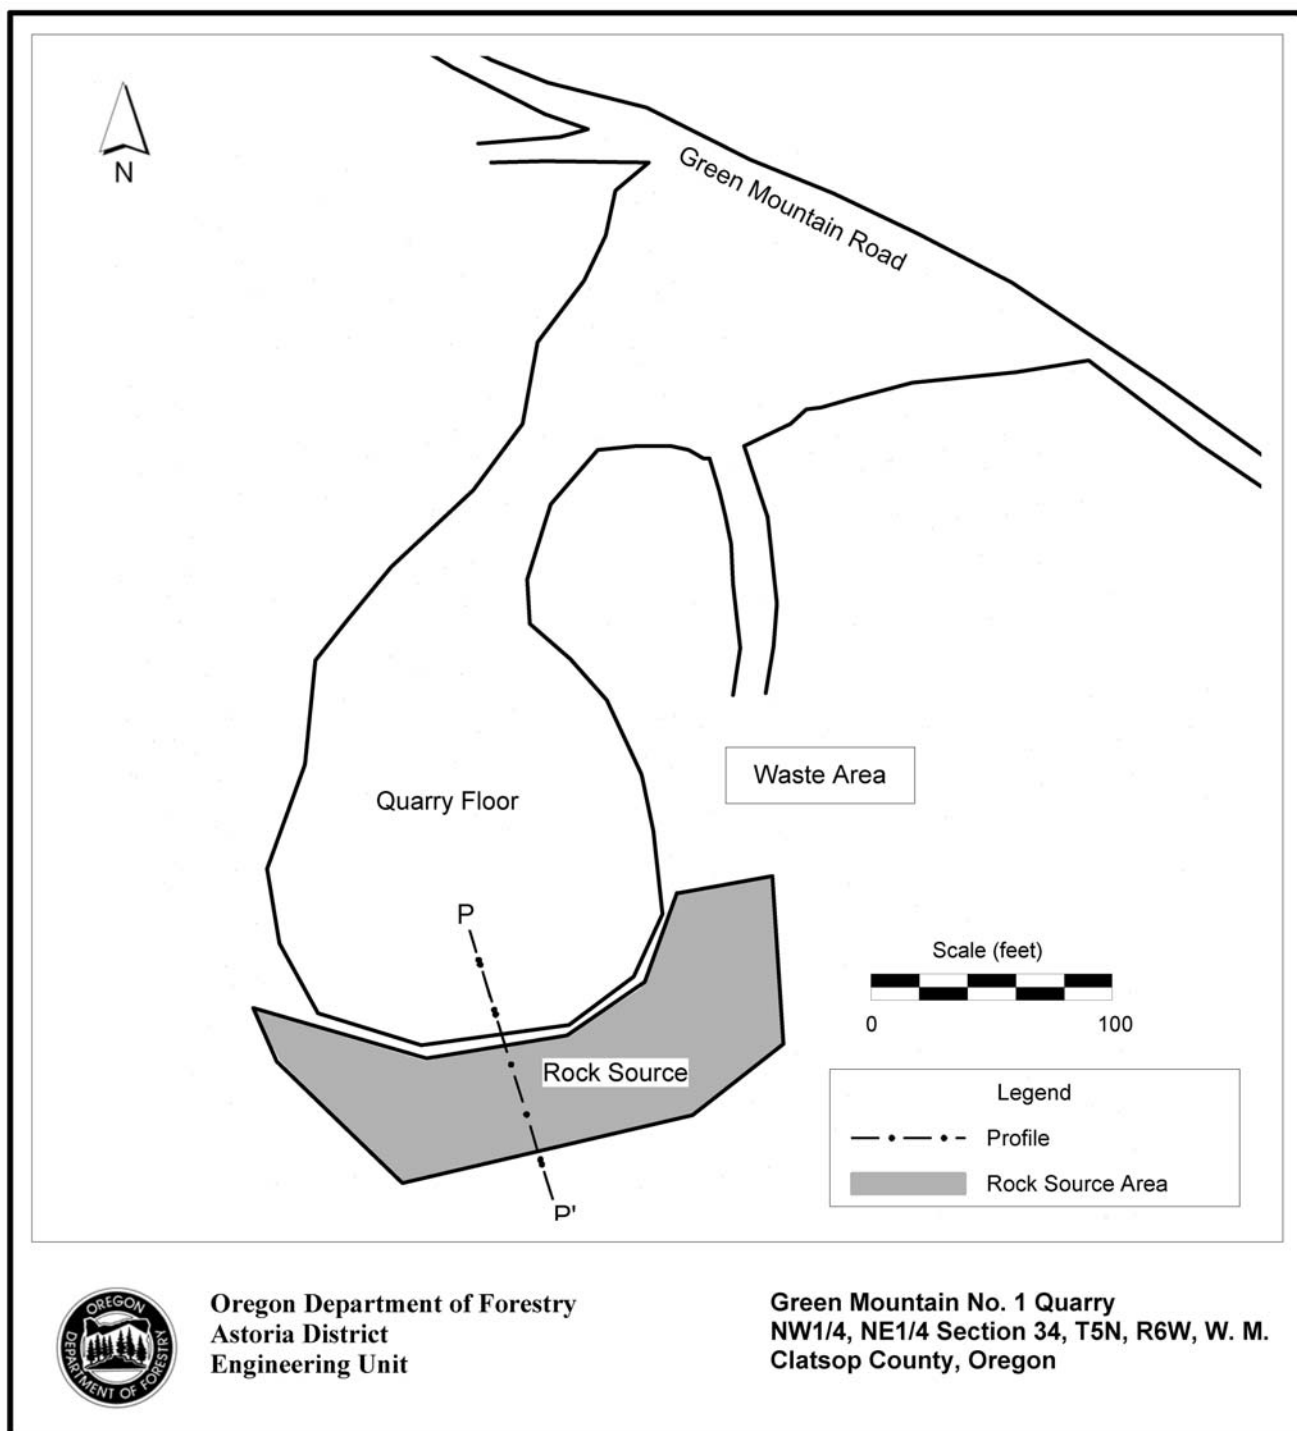 N
Green Mountain Road
Waste Area
Quarry Floor
P
Scale (feet)
0 100
Rock Source
Legend
Profile
Rock Source Area
P'
OREGON
DEPARTMENT OF FORESTRY
Oregon Department of Forestry
Astoria District
Engineering Unit
Green Mountain No. 1 Quarry
NW1/4, NE1/4 Section 34, T5N, R6W, W. M.
Clatsop County, Oregon